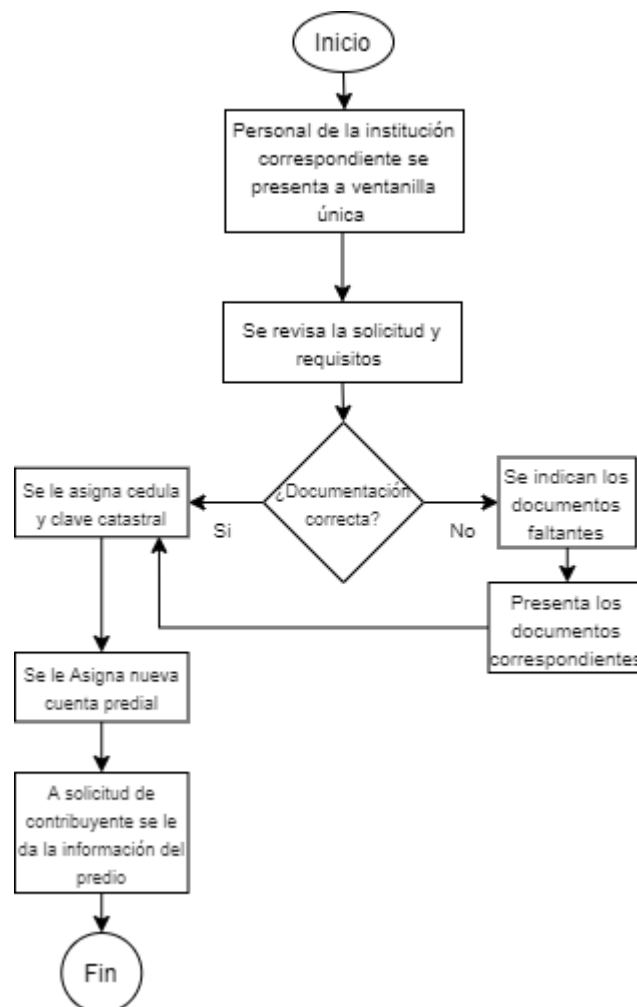 Inicio
Personal de la institución
correspondiente se
presenta a ventanilla
única
Se revisa la solicitud y
requisitos
¿Documentación
correcta?
Si
No
Se le asigna cedula
y clave catastral
Se indican los
documentos
faltantes
Presenta los
documentos
correspondientes
Se le Asigna nueva
cuenta predial
A solicitud de
contribuyente se le
da la información del
predio
Fin